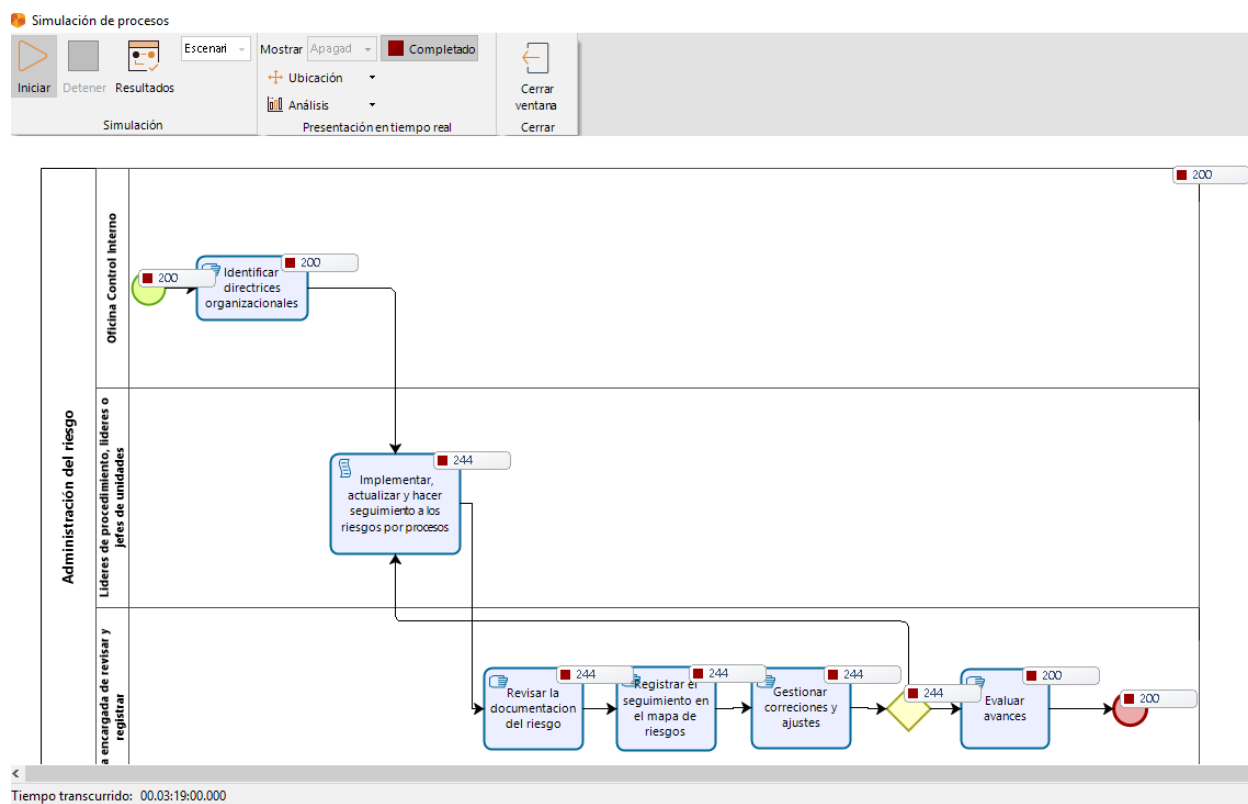 Simulación de procesos
Iniciar
Detener
Resultados
Escenari
Simulación
Mostrar Apagad Completado
Ubicación
Análisis
Presentación en tiempo real
Cerrar
ventana
Cerrar
200
Administración del riesgo
Oficina Control Interno
200
200
Identificar
directrices
organizacionales
Lideres de procedimiento, lideres o
jefes de unidades
244
Implementar,
actualizar y hacer
seguimiento a los
riesgos por procesos
a encargada de revisar y
registrar
244
Revisar la
documentacion
del riesgo
244
Registrar el
seguimiento en
el mapa de
riesgos
244
Gestionar
correciones y
ajustes
244
200
Evaluar
avances
200
Tiempo transcurrido: 00.03:19:00.000